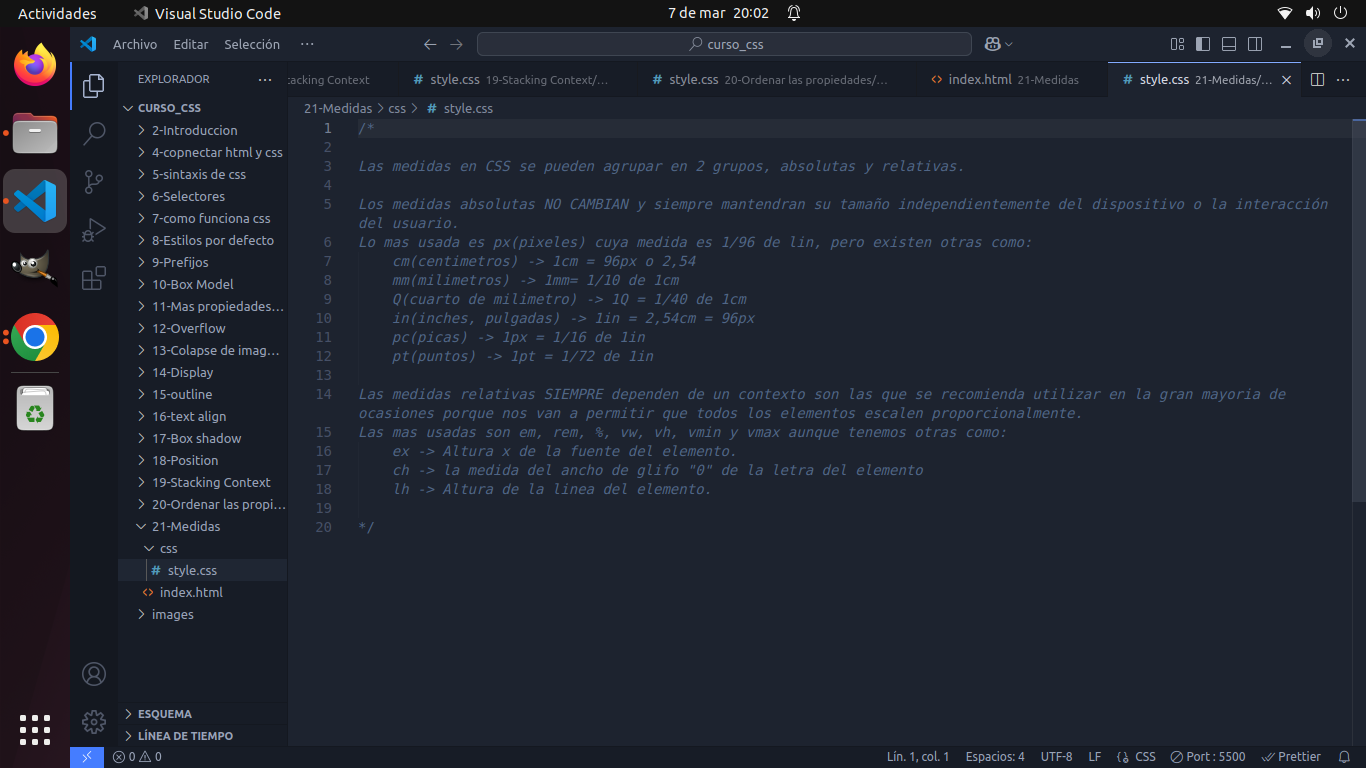 Actividades
Visual Studio Code
7 de mar 20:02
Archivo Editar Selección ···
curso_css
EXPLORADOR ···
CURSO_CSS
2-Introduccion
4-copnectar html y css
5-sintaxis de css
6-Selectores
7-como funciona css
8-Estilos por defecto
9-Prefijos
10-Box Model
11-Mas propiedades...
12-Overflow
13-Colapse de imag...
14-Display
15-outline
16-text align
17-Box shadow
18-Position
19-Stacking Context
20-Ordenar las propi...
21-Medidas
css
# style.css
<> index.html
images
ESQUEMA
LÍNEA DE TIEMPO
tacking Context
# style.css 19-Stacking Context/...
# style.css 20-Ordenar las propiedades/...
<> index.html 21-Medidas
# style.css 21-Medidas/...
21-Medidas > css > # style.css
1 /*
2
3 Las medidas en CSS se pueden agrupar en 2 grupos, absolutas y relativas.
4
5 Los medidas absolutas NO CAMBIAN y siempre mantendran su tamaño independientemente del dispositivo o la interacción
del usuario.
6 Lo mas usada es px(pixeles) cuya medida es 1/96 de lin, pero existen otras como:
7 cm(centimetros) -> 1cm = 96px o 2,54
8 mm(milimetros) -> 1mm= 1/10 de 1cm
9 Q(cuarto de milimetro) -> 1Q = 1/40 de 1cm
10 in(inches, pulgadas) -> 1in = 2,54cm = 96px
11 pc(picas) -> 1px = 1/16 de 1in
12 pt(puntos) -> 1pt = 1/72 de 1in
13
14 Las medidas relativas SIEMPRE dependen de un contexto son las que se recomienda utilizar en la gran mayoria de
ocasiones porque nos van a permitir que todos los elementos escalen proporcionalmente.
15 Las mas usadas son em, rem, %, vw, vh, vmin y vmax aunque tenemos otras como:
16 ex -> Altura x de la fuente del elemento.
17 ch -> la medida del ancho de glifo "0" de la letra del elemento
18 lh -> Altura de la linea del elemento.
19
20 */
0 0
Lín. 1, col. 1 Espacios: 4 UTF-8 LF CSS Port : 5500 Prettier